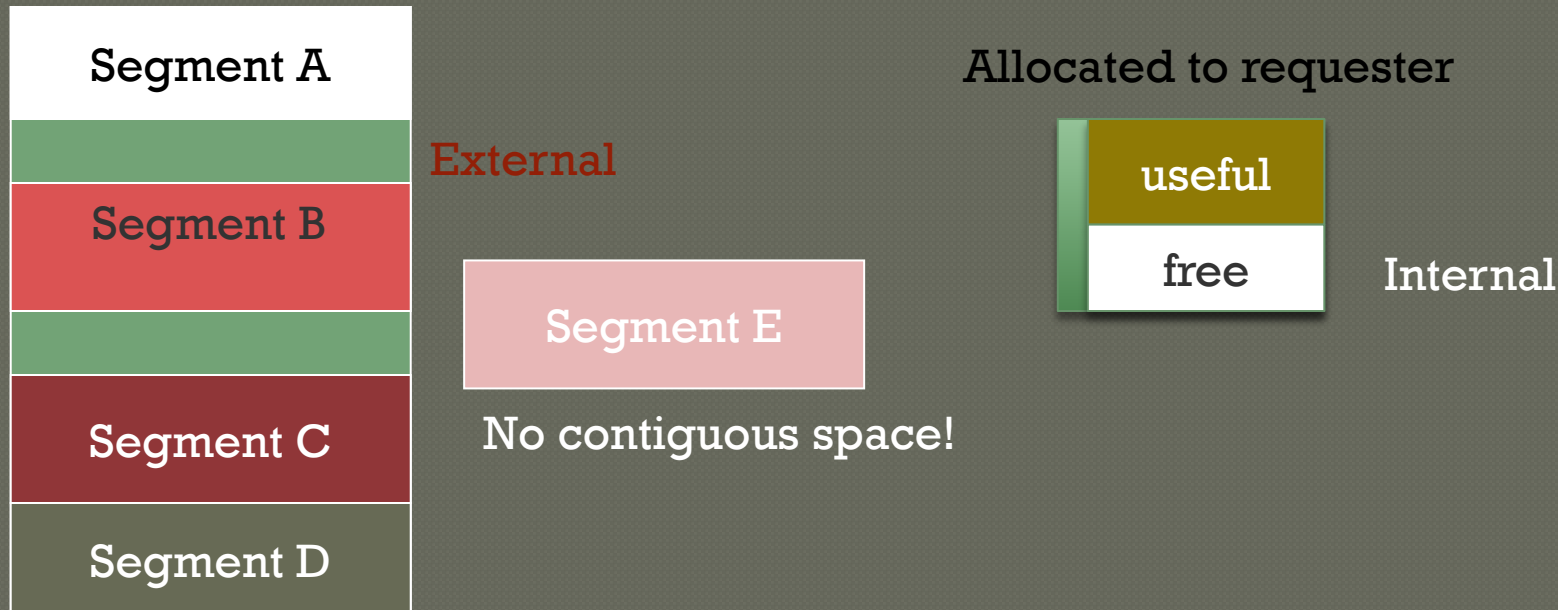 Segment A
External
Segment B
Segment E
No contiguous space!
Segment C
Segment D
Allocated to requester
useful
free
Internal